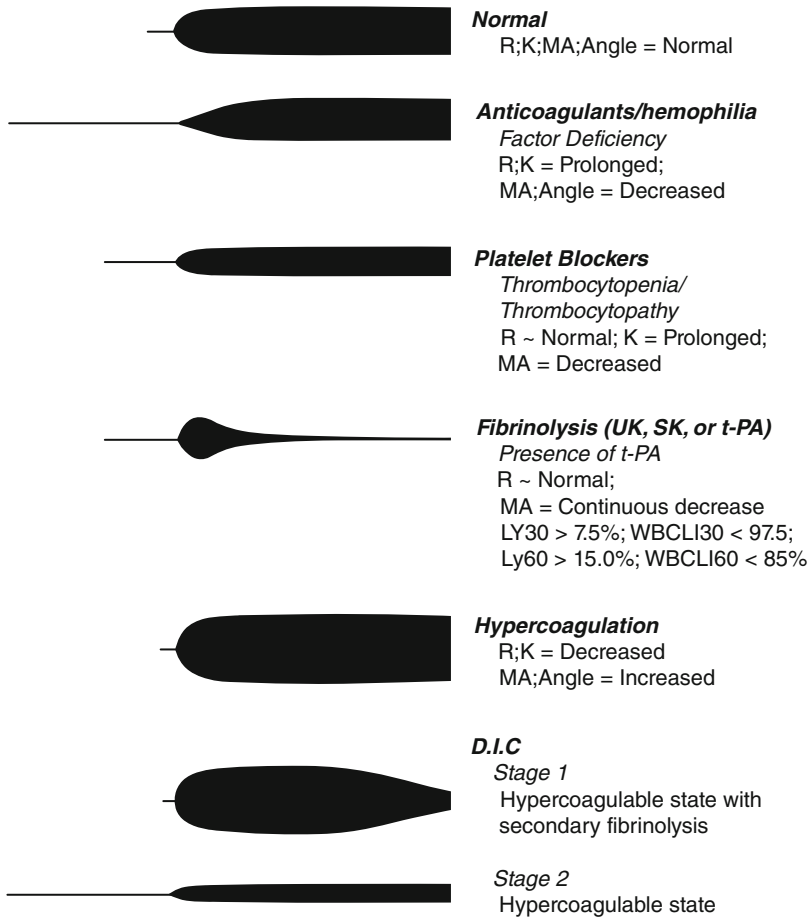 Normal
R;K;MA;Angle = Normal
Anticoagulants/hemophilia
Factor Deficiency
R;K = Prolonged;
MA;Angle = Decreased
Platelet Blockers
Thrombocytopenia/
Thrombocytopathy
R ~ Normal; K = Prolonged;
MA = Decreased
Fibrinolysis (UK, SK, or t-PA)
Presence of t-PA
R ~ Normal;
MA = Continuous decrease
LY30 > 7.5%; WBCLI30 < 97.5;
Ly60 > 15.0%; WBCLI60 < 85%
Hypercoagulation
R;K = Decreased
MA;Angle = Increased
D.I.C
Stage 1
Hypercoagulable state with
secondary fibrinolysis
Stage 2
Hypercoagulable state